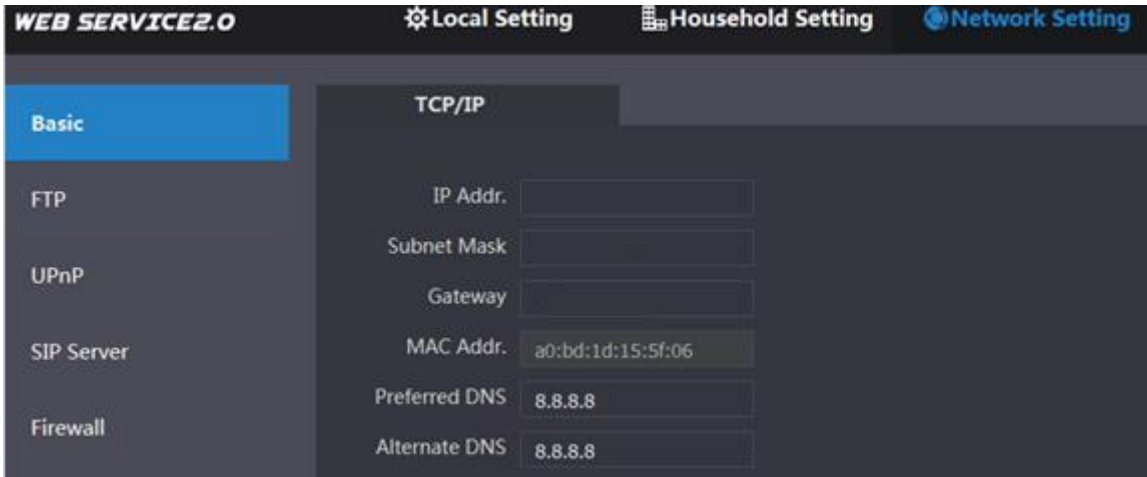 WEB SERVICE2.0 Local Setting Household Setting Network Setting
Basic
FTP
UPnP
SIP Server
Firewall
TCP/IP
IP Addr.
Subnet Mask
Gateway
MAC Addr. a0:bd:1d:15:5f:06
Preferred DNS 8.8.8.8
Alternate DNS 8.8.8.8